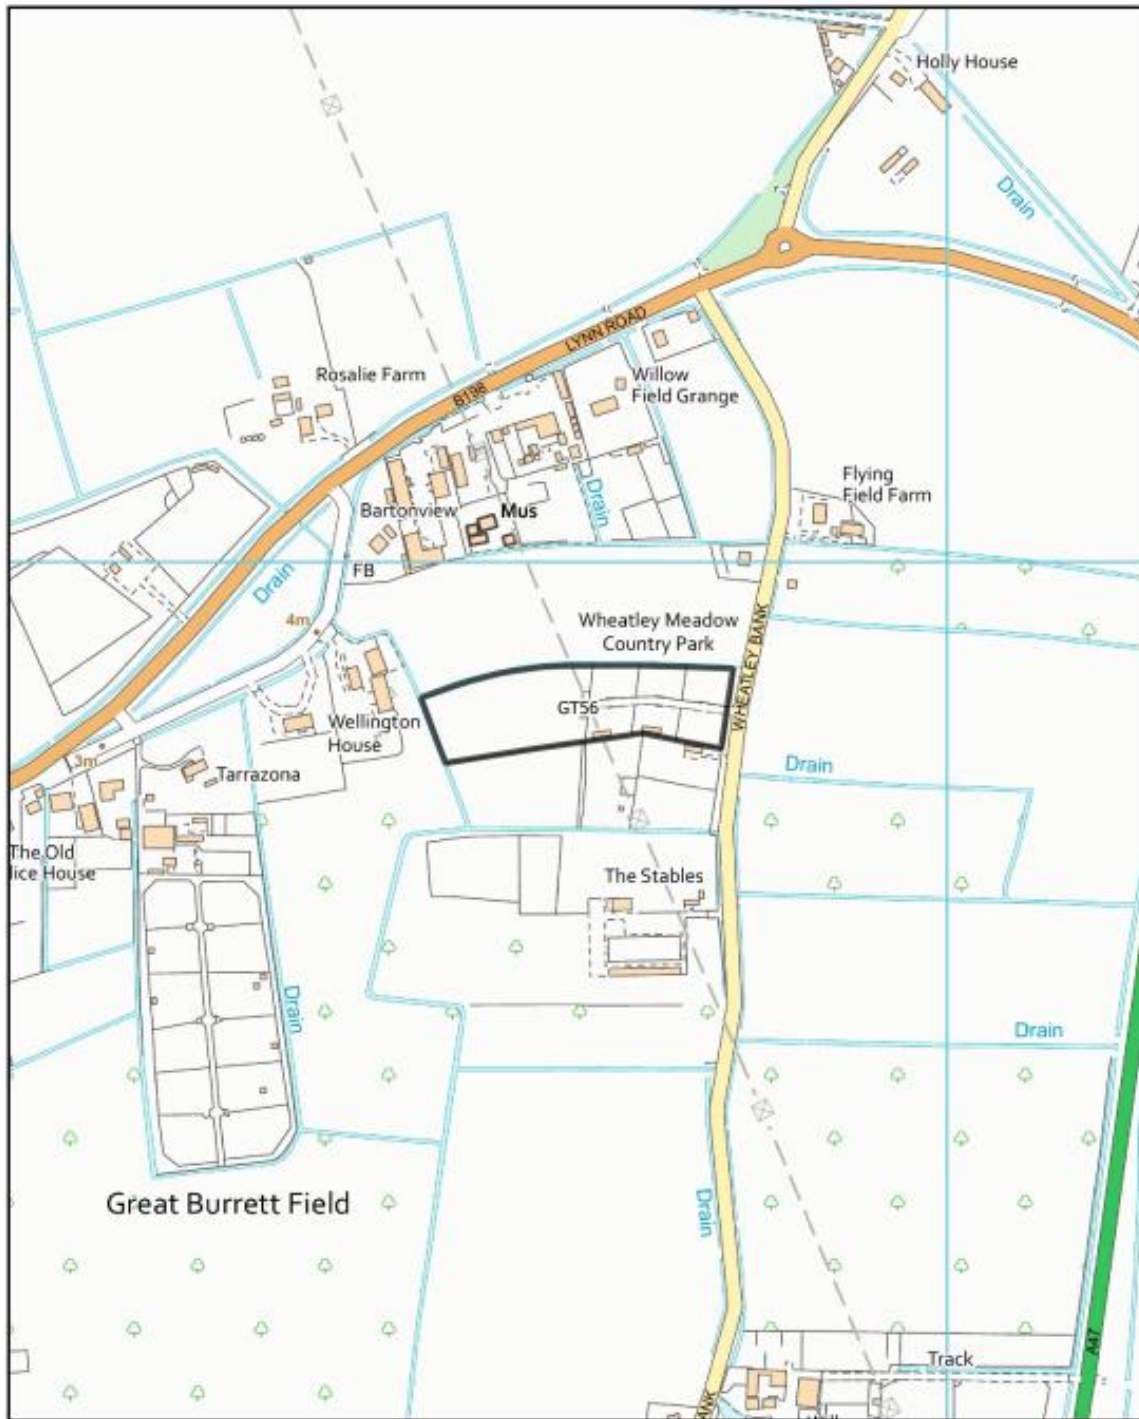 Holly House
Drain
LYNN ROAD
B198
Rosalie Farm
Willow
Field Grange
Flying
Field Farm
Bartonview
Mus
Drain
FB
Drain
4m
Wheatley Meadow
Country Park
WHEATLEY BANK
GT56
Wellington
House
3m
Tarrazona
Drain
The Old
lice House
The Stables
Drain
Drain
Great Burrett Field
Drain
A47
Track
ANK